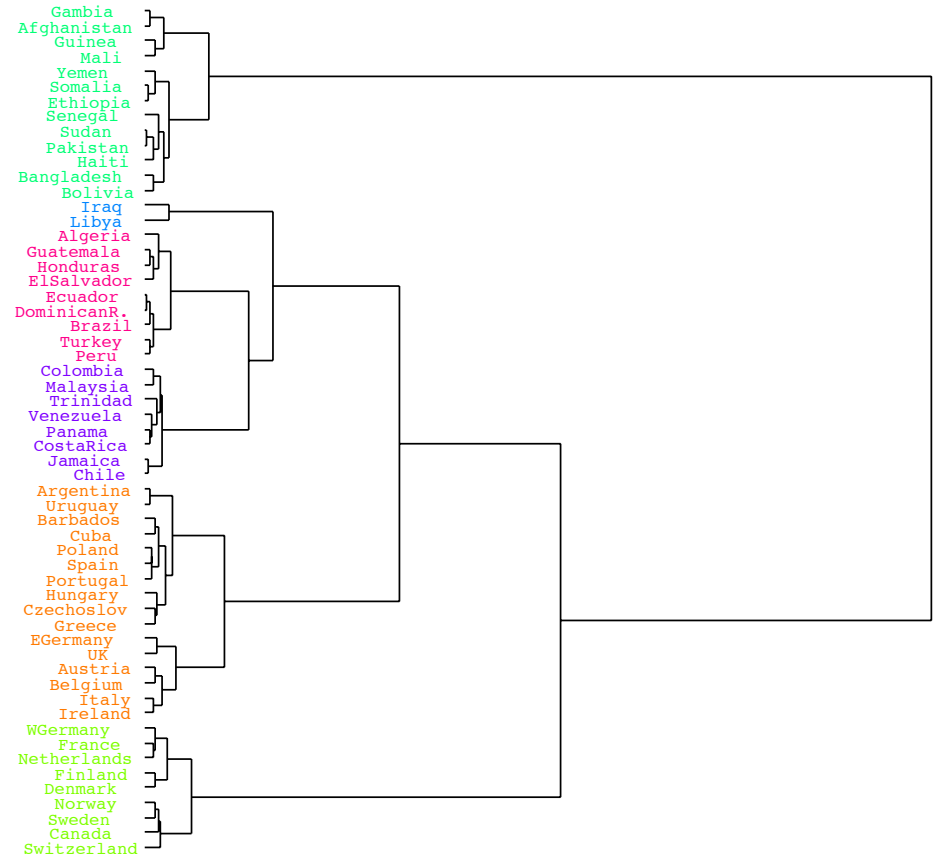 Gambia
Afghanistan
Guinea
Mali
Yemen
Somalia
Ethiopia
Senegal
Sudan
Pakistan
Haiti
Bangladesh
Bolivia
Iraq
Libya
Algeria
Guatemala
Honduras
ElSalvador
Ecuador
DominicanR.
Brazil
Turkey
Peru
Colombia
Malaysia
Trinidad
Venezuela
Panama
CostaRica
Jamaica
Chile
Argentina
Uruguay
Barbados
Cuba
Poland
Spain
Portugal
Hungary
Czechoslov
Greece
EGermany
UK
Austria
Belgium
Italy
Ireland
WGermany
France
Netherlands
Finland
Denmark
Norway
Sweden
Canada
Switzerland